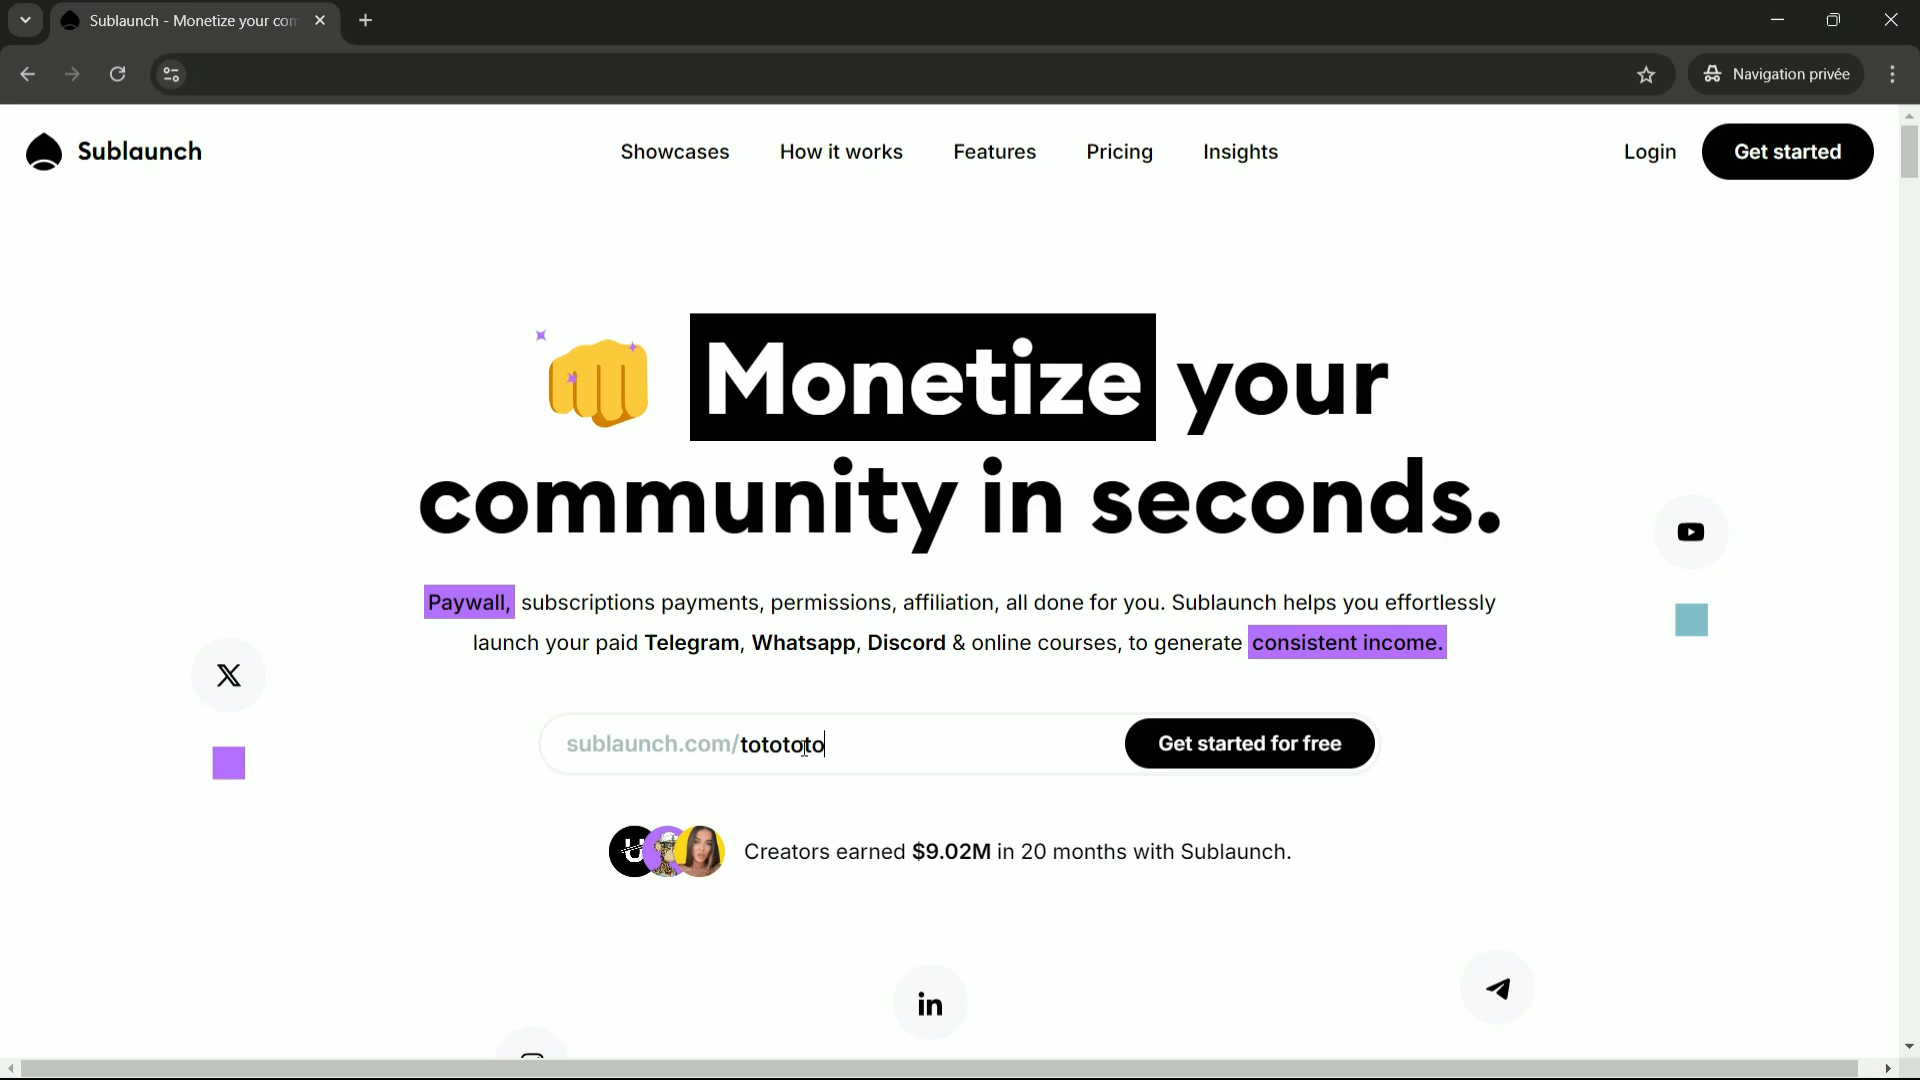 Sublaunch - Monetize your com
Navigation privée
Sublaunch
Showcases
How it works
Features
Pricing
Insights
Login
Get started
👊 Monetize your
community in seconds.
Paywall, subscriptions payments, permissions, affiliation, all done for you. Sublaunch helps you effortlessly
launch your paid Telegram, Whatsapp, Discord & online courses, to generate consistent income.
sublaunch.com/totototo
Get started for free
Creators earned $9.02M in 20 months with Sublaunch.
in